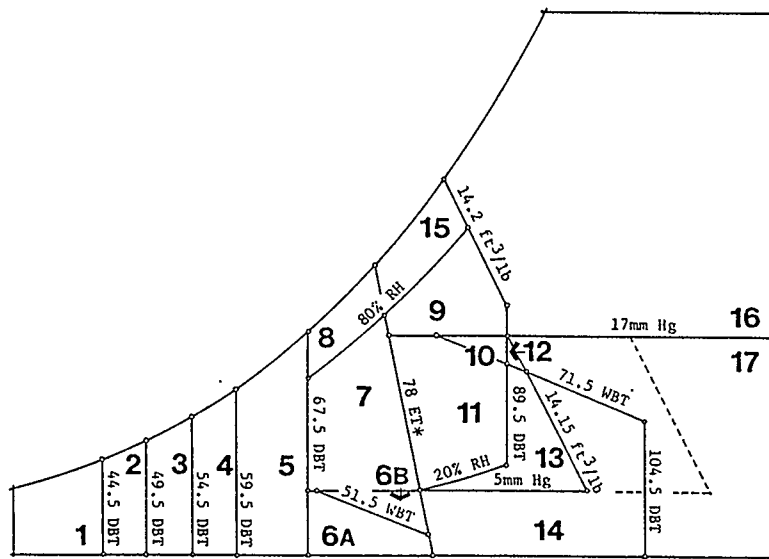 14.2 ft3/lb
15
80% RH
9
17mm Hg
16
8
10
12
17
2
3
4
67.5 DBT
7
78 ET*
11
89.5 DBT
71.5 WBT
14.15 ft3/lb
44.5 DBT
49.5 DBT
54.5 DBT
59.5 DBT
5
6B
20% RH
13
5mm Hg
104.5 DBT
51.5 WBT
1
6A
14